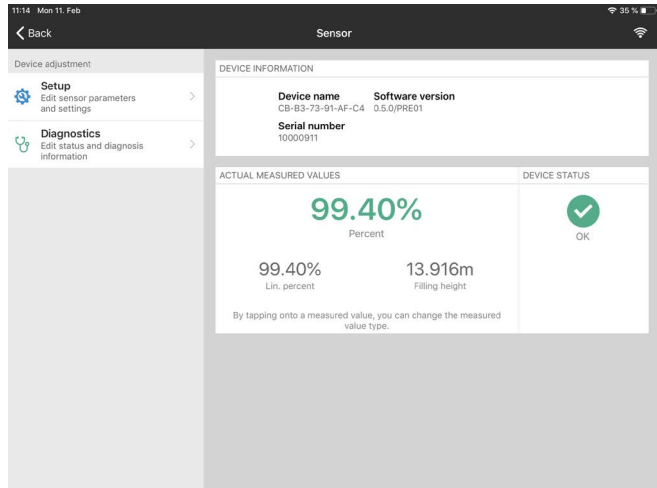 11:14 Mon 11. Feb
35 %
Back
Sensor
Device adjustment
Setup
Edit sensor parameters
and settings
Diagnostics
Edit status and diagnosis
information
DEVICE INFORMATION
Device name Software version
CB-B3-73-91-AF-C4 0.5.0/PRE01
Serial number
10000911
ACTUAL MEASURED VALUES
DEVICE STATUS
99.40%
Percent
OK
99.40% 13.916m
Lin. percent Filling height
By tapping onto a measured value, you can change the measured
value type.